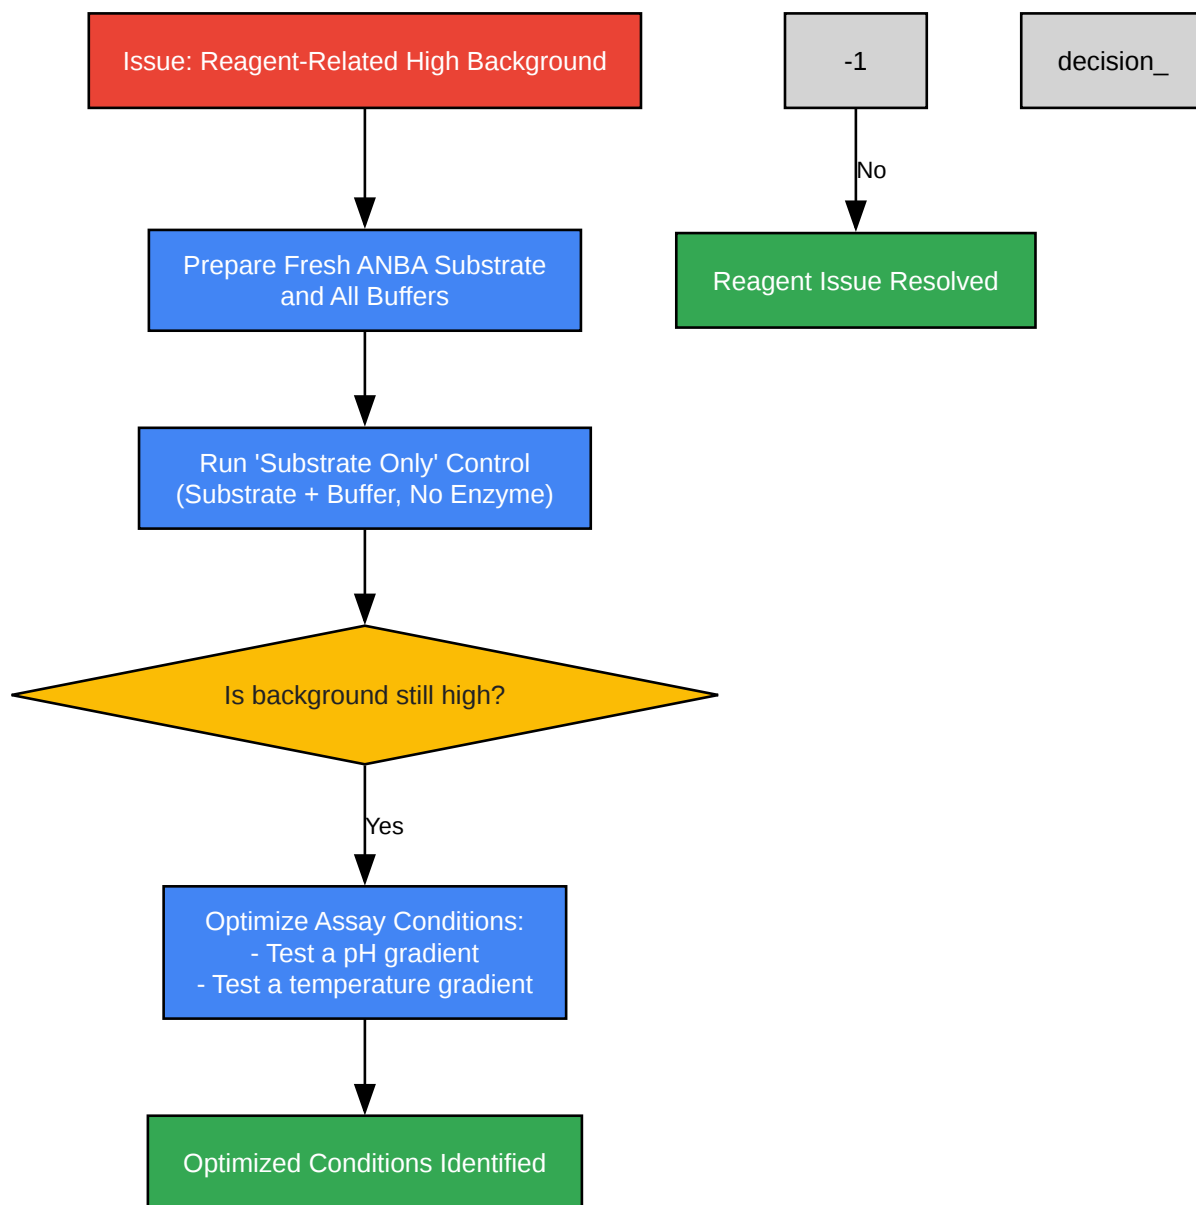 Issue: Reagent-Related High Background
-1
decision_
No
Prepare Fresh ANBA Substrate
and All Buffers
Reagent Issue Resolved
Run 'Substrate Only' Control
(Substrate + Buffer, No Enzyme)
Is background still high?
Yes
Optimize Assay Conditions:
- Test a pH gradient
- Test a temperature gradient
Optimized Conditions Identified